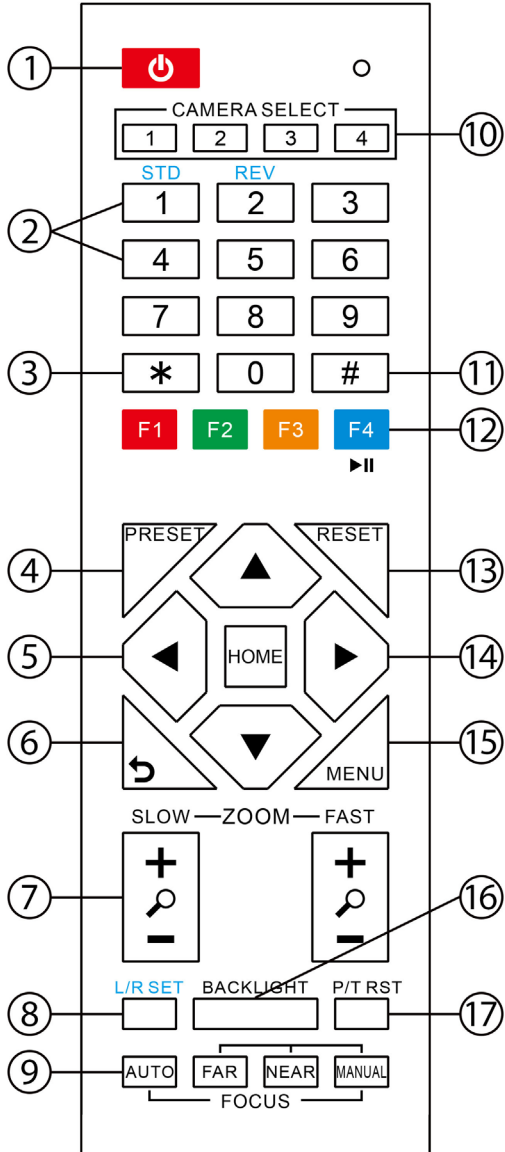 1
CAMERA SELECT
1 2 3 4 10
STD REV
2 1 2 3
4 5 6
7 8 9
3 * 0 # 11
F1 F2 F3 F4 12
PRESET RESET
4 13
5 HOME 14
6 15
MENU
SLOW ZOOM FAST
+ +
7 16
− −
L/R SET BACKLIGHT P/T RST
8 17
9 AUTO FAR NEAR MANUAL
FOCUS